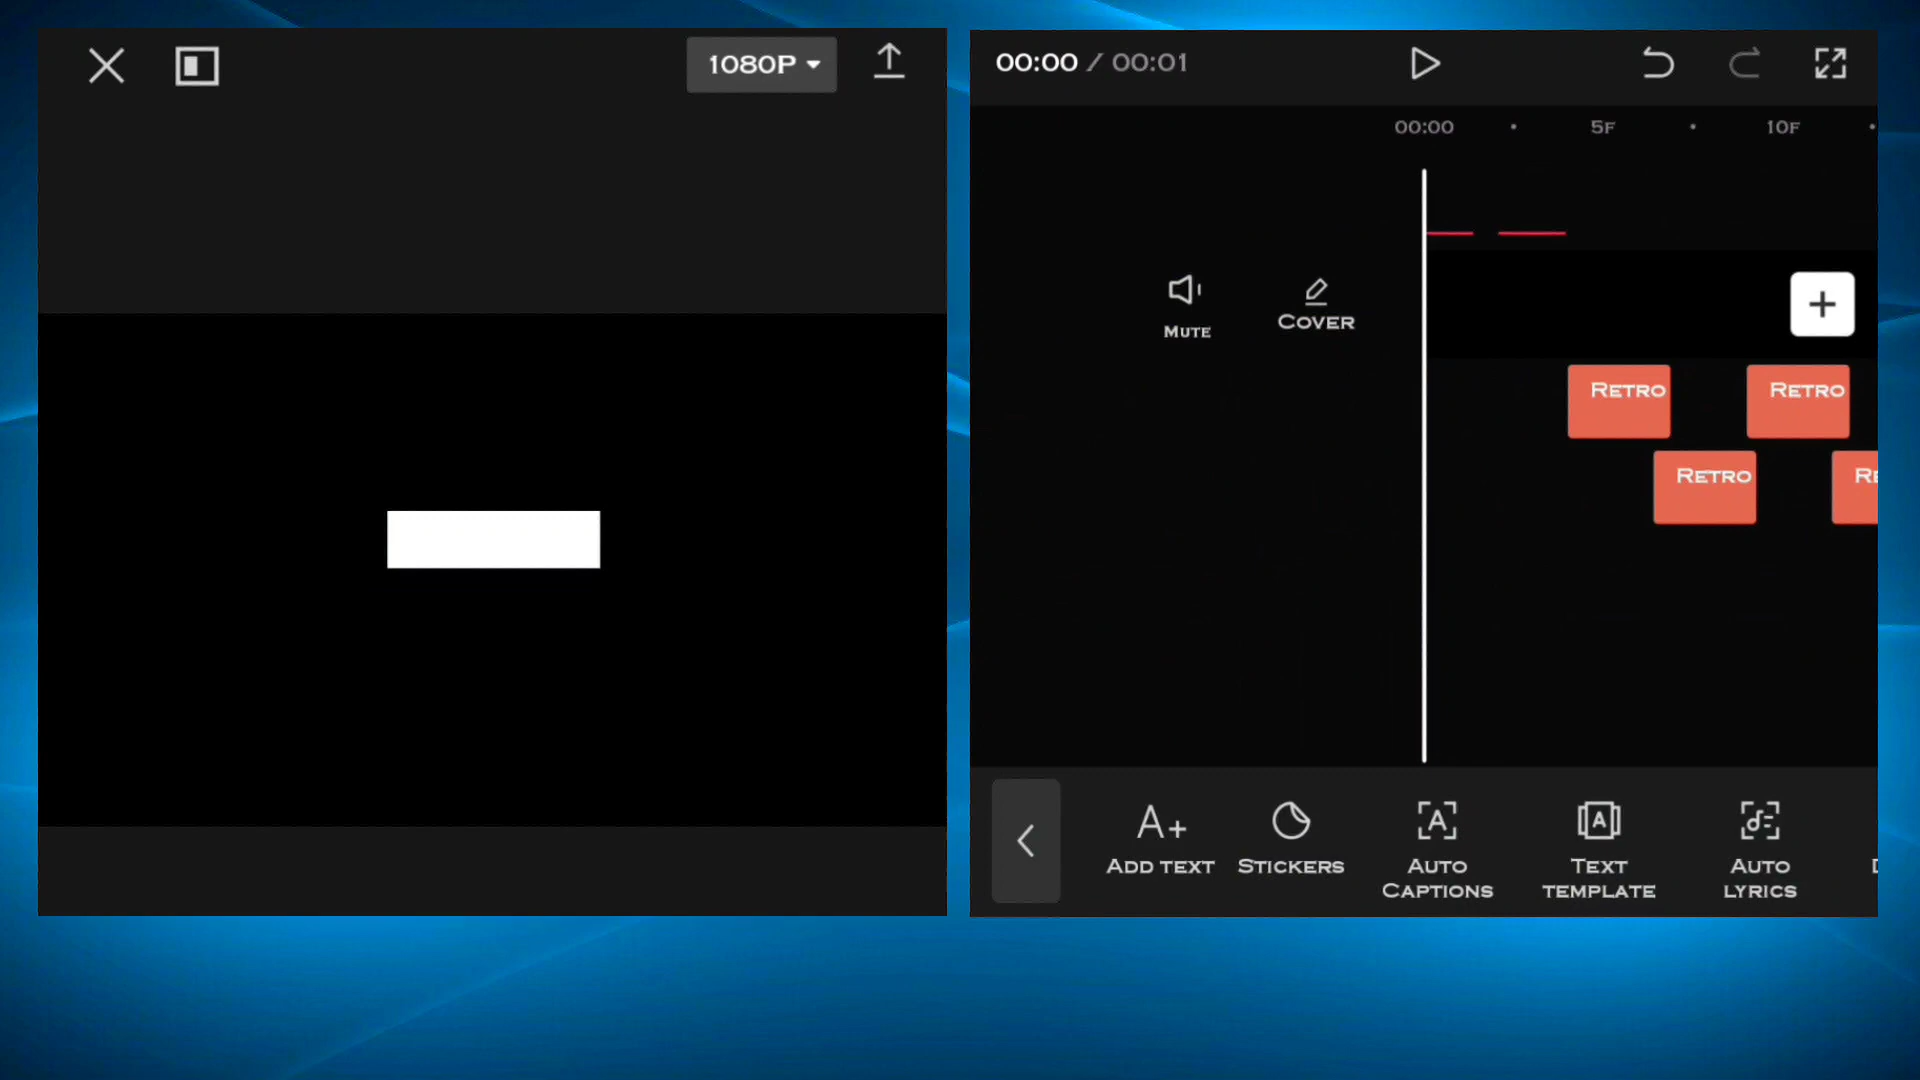 1080P
00:00 / 00:01
00:00 5F 10F
MUTE
COVER
RETRO RETRO
RETRO RE
ADD TEXT
STICKERS
AUTO
CAPTIONS
TEXT
TEMPLATE
AUTO
LYRICS